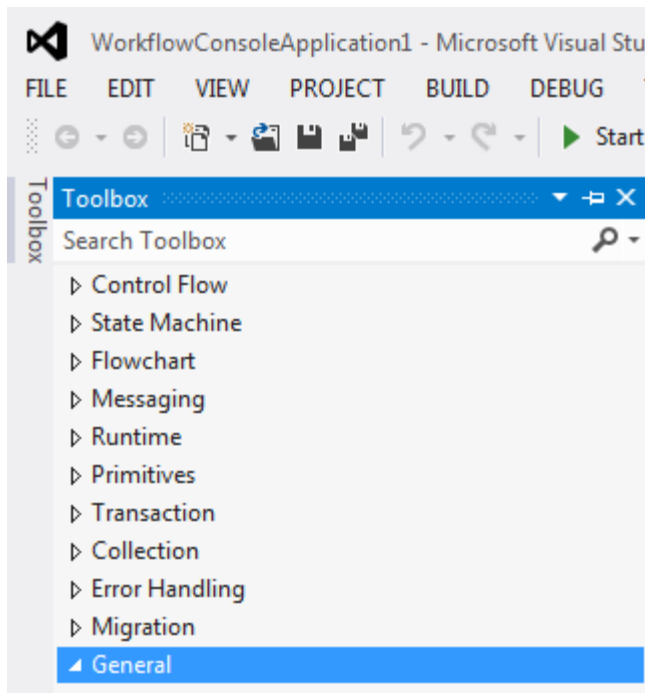 WorkflowConsoleApplication1 - Microsoft Visual Stu
FILE EDIT VIEW PROJECT BUILD DEBUG
Start
Toolbox
Toolbox
Search Toolbox
Control Flow
State Machine
Flowchart
Messaging
Runtime
Primitives
Transaction
Collection
Error Handling
Migration
General